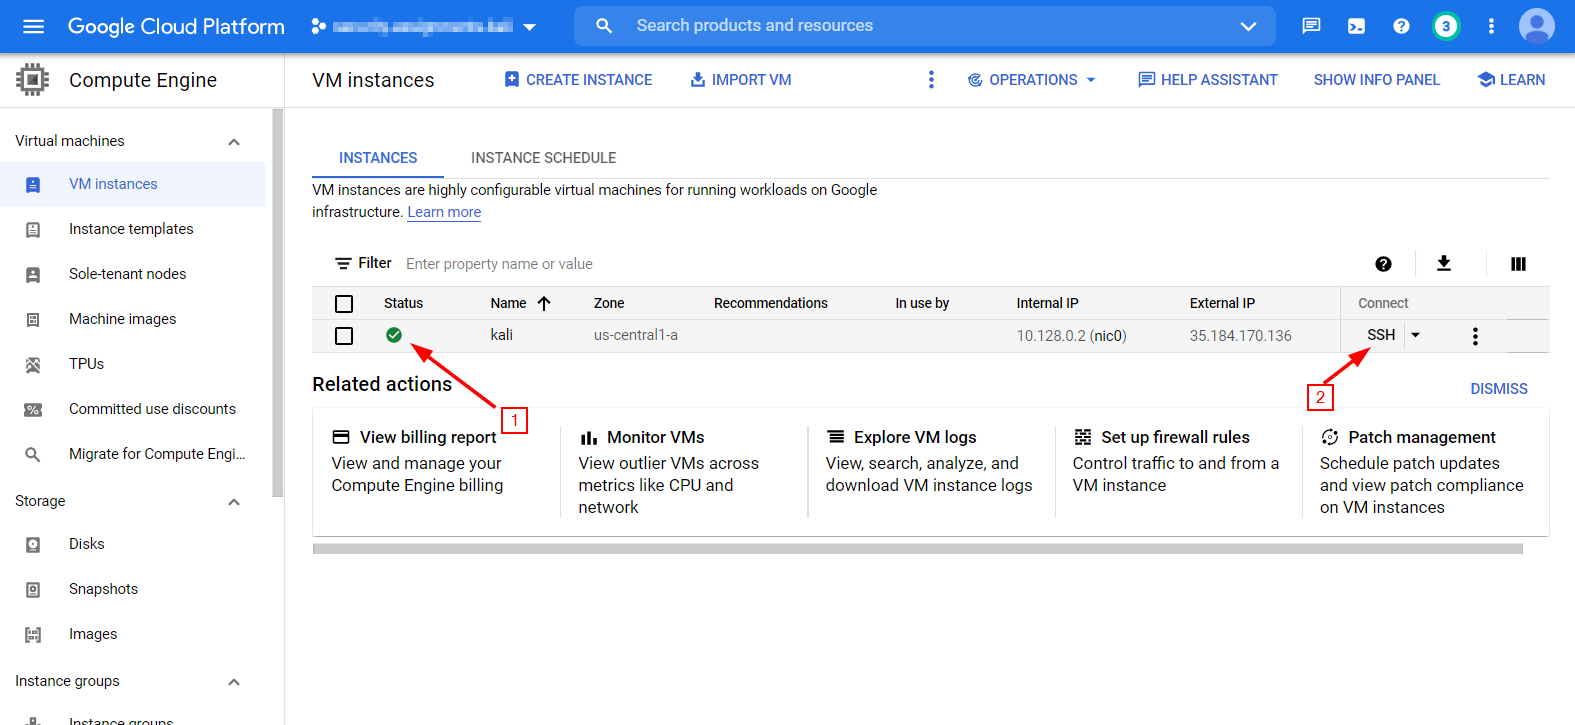 Google Cloud Platform
Search products and resources
3
Compute Engine
VM instances
CREATE INSTANCE
IMPORT VM
OPERATIONS
HELP ASSISTANT
SHOW INFO PANEL
LEARN
Virtual machines
VM instances
Instance templates
Sole-tenant nodes
Machine images
TPUs
Committed use discounts
Migrate for Compute Engi...
Storage
Disks
Snapshots
Images
Instance groups
Instance groups
INSTANCES
INSTANCE SCHEDULE
VM instances are highly configurable virtual machines for running workloads on Google
infrastructure. Learn more
Filter Enter property name or value
Status Name Zone Recommendations In use by Internal IP External IP Connect
kali us-central1-a 10.128.0.2 (nic0) 35.184.170.136 SSH
1
2
Related actions
DISMISS
View billing report
View and manage your
Compute Engine billing
Monitor VMs
View outlier VMs across
metrics like CPU and
network
Explore VM logs
View, search, analyze, and
download VM instance logs
Set up firewall rules
Control traffic to and from a
VM instance
Patch management
Schedule patch updates
and view patch compliance
on VM instances